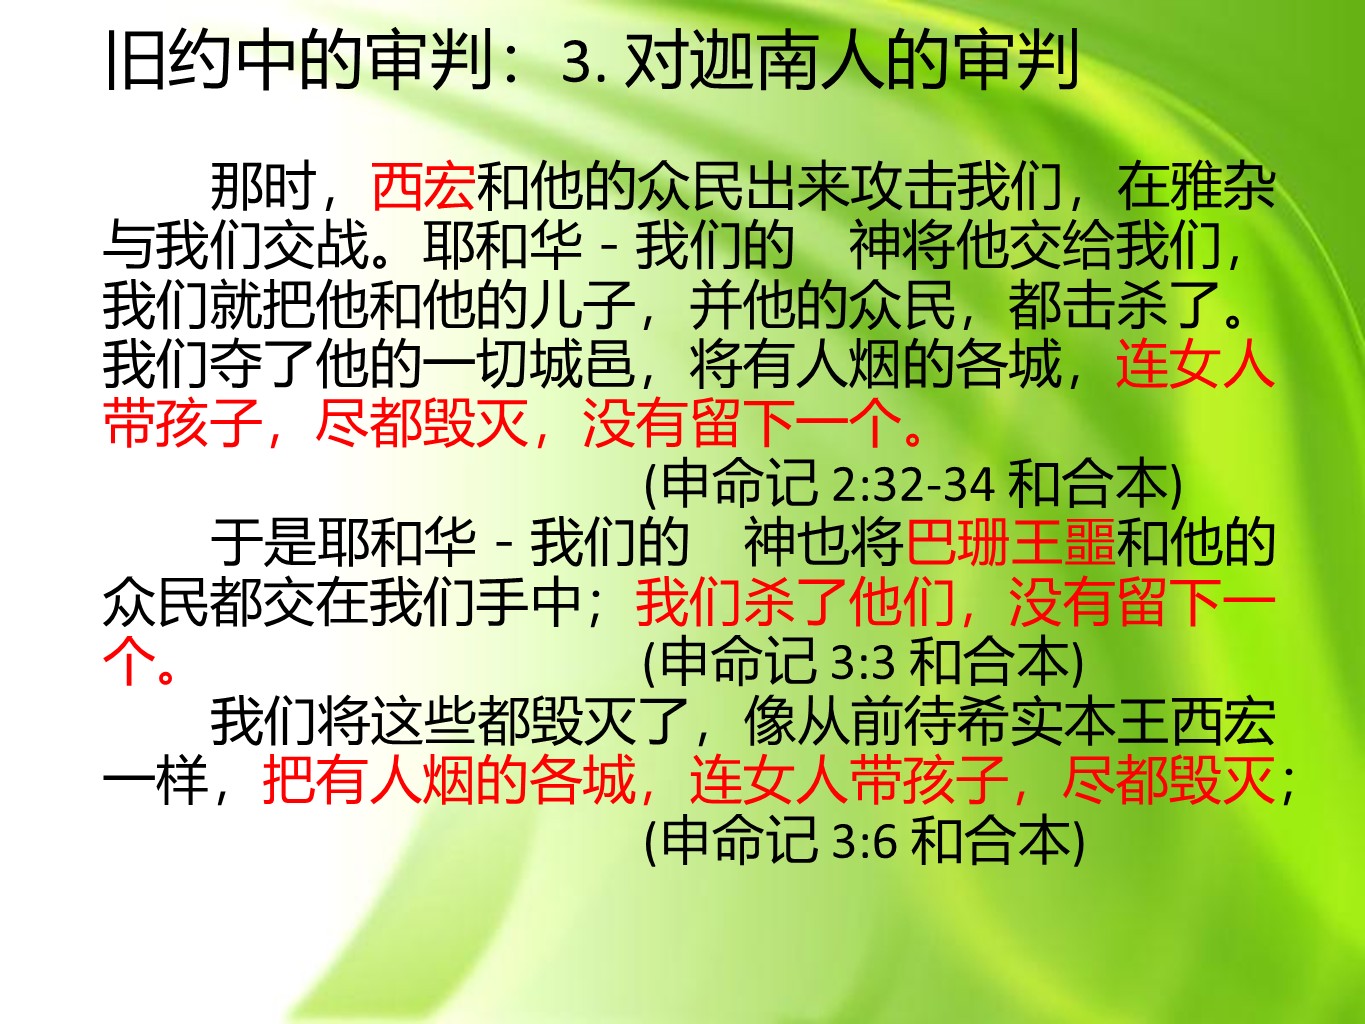 旧约中的审判：3. 对迦南人的审判
那时，西宏和他的众民出来攻击我们，在雅杂
与我们交战。耶和华－我们的　神将他交给我们，
我们就把他和他的儿子，并他的众民，都击杀了。
我们夺了他的一切城邑，将有人烟的各城，连女人
带孩子，尽都毁灭，没有留下一个。
(申命记 2:32-34 和合本)
于是耶和华－我们的　神也将巴珊王噩和他的
众民都交在我们手中；我们杀了他们，没有留下一
个。 (申命记 3:3 和合本)
我们将这些都毁灭了，像从前待希实本王西宏
一样，把有人烟的各城，连女人带孩子，尽都毁灭；
(申命记 3:6 和合本)